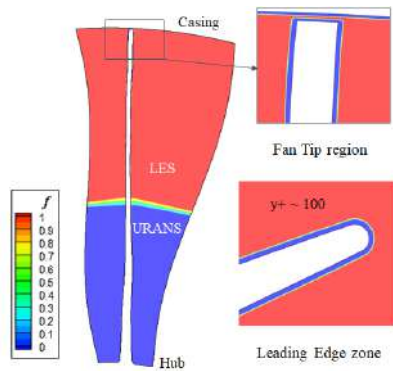 Casing
LES
Fan Tip region
f
1
0.9
0.8
0.7
0.6
0.5
0.4
0.3
0.2
0.1
0
URANS
y+ ~ 100
Hub
Leading Edge zone